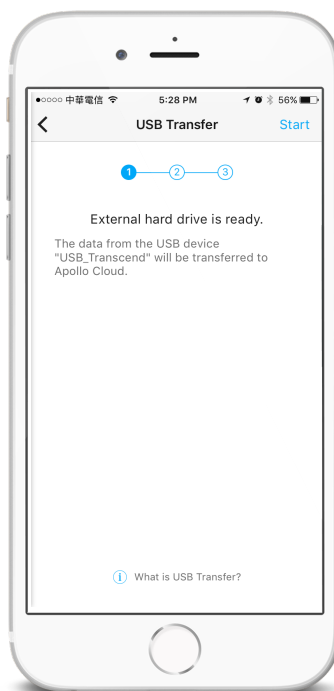 中華電信 5:28 PM 56%
USB Transfer Start
1 2 3
External hard drive is ready.
The data from the USB device
"USB_Transcend" will be transferred to
Apollo Cloud.
i What is USB Transfer?